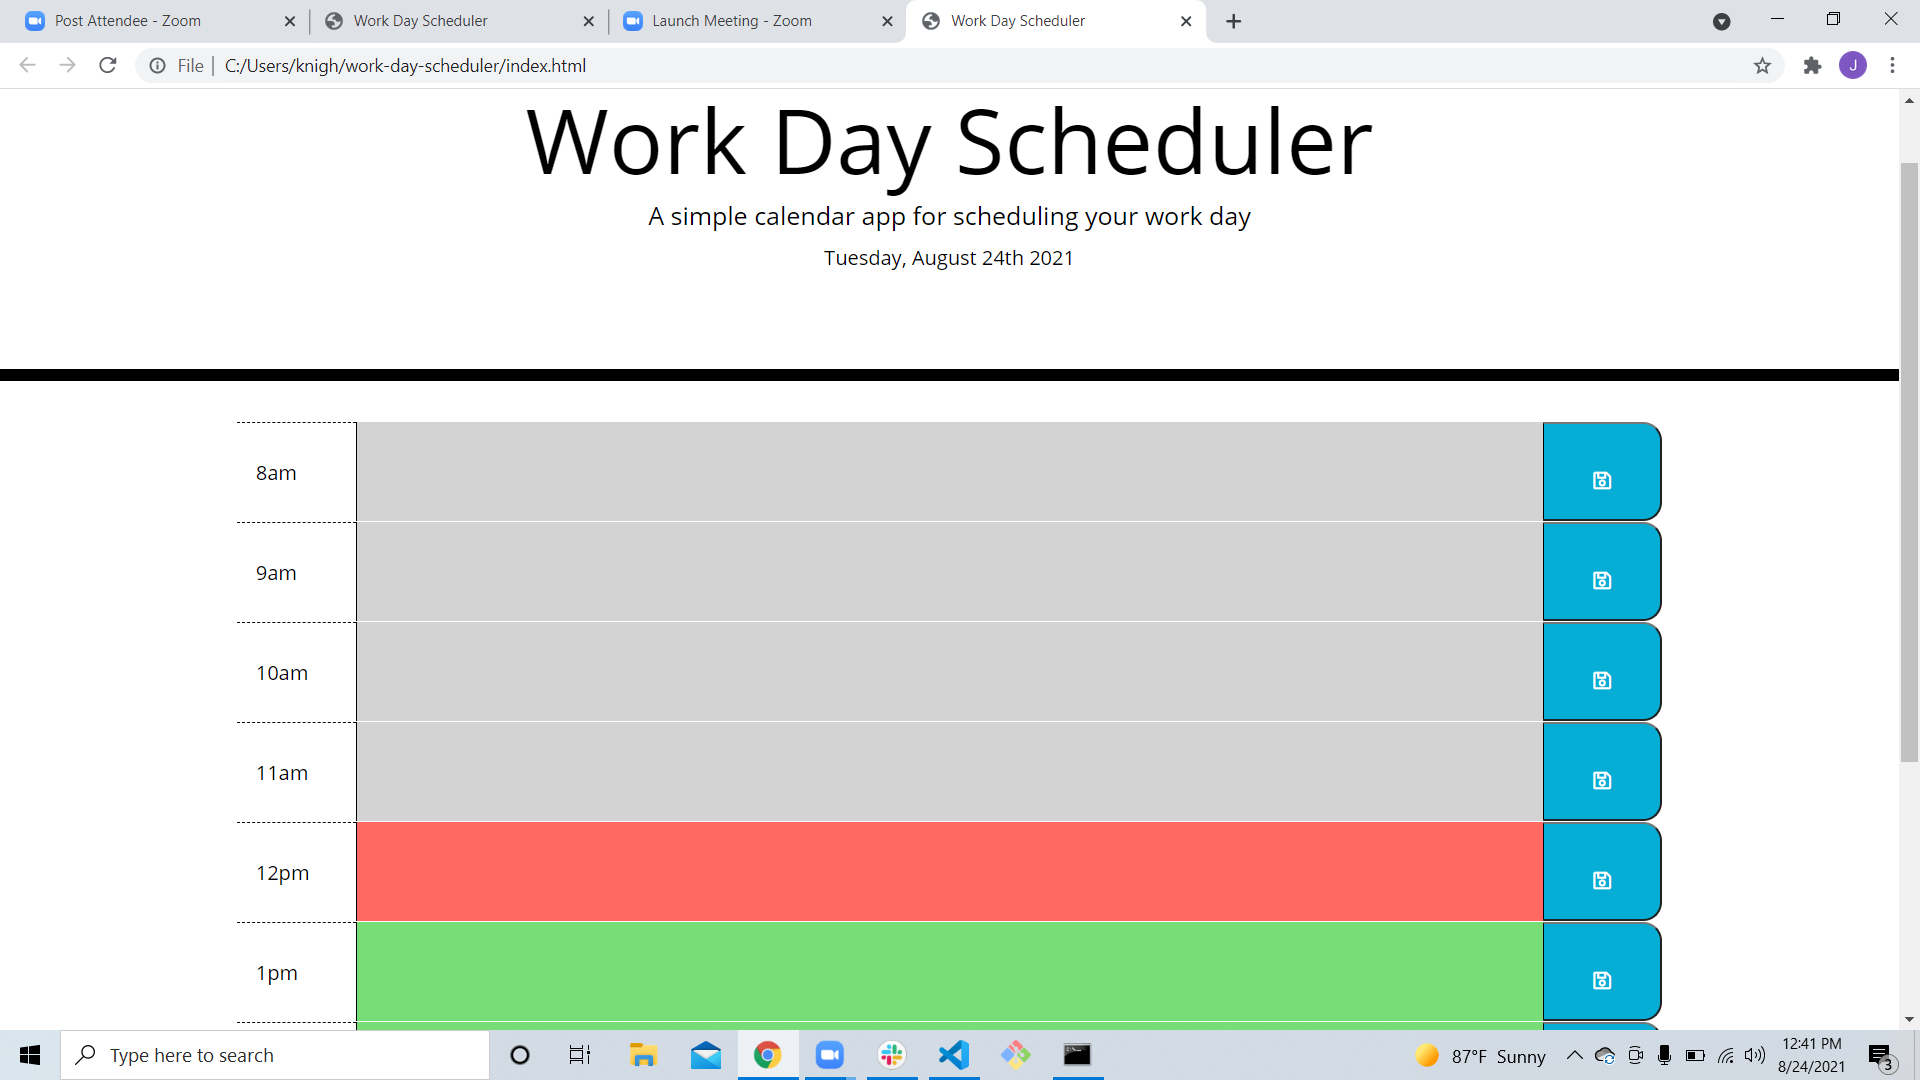 Post Attendee - Zoom
Work Day Scheduler
Launch Meeting - Zoom
Work Day Scheduler
J
File
C:/Users/knigh/work-day-scheduler/index.html
Work Day Scheduler
A simple calendar app for scheduling your work day
Tuesday, August 24th 2021
8am
9am
10am
11am
12pm
1pm
Type here to search
87°F Sunny
12:41 PM
8/24/2021
3